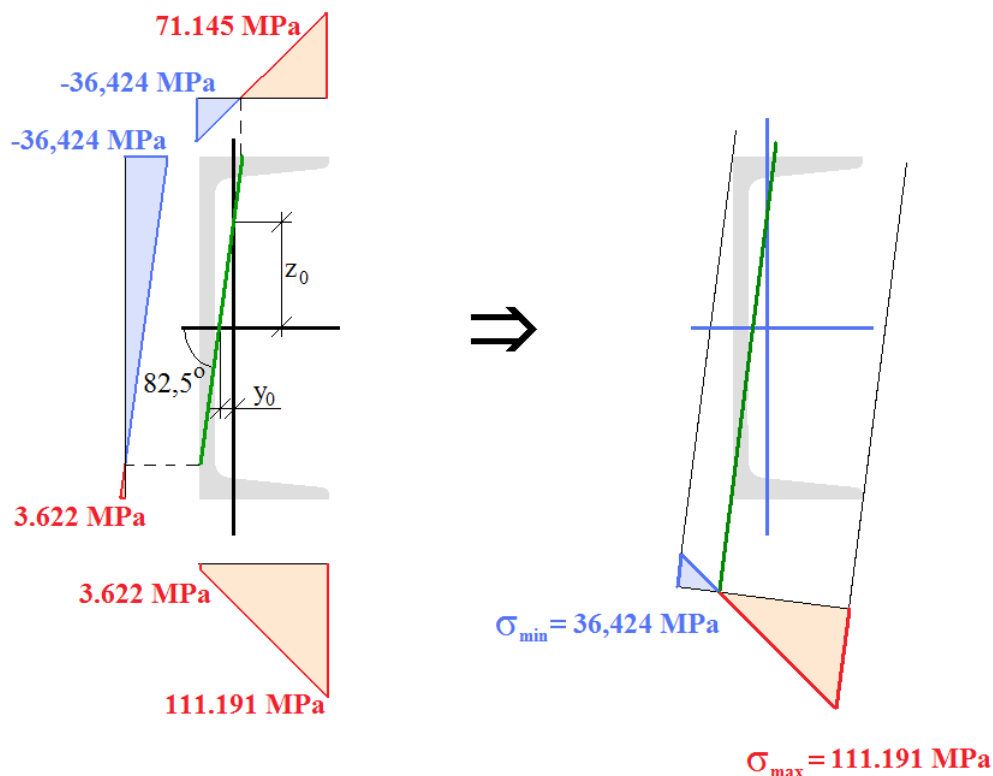 71.145 MPa
-36,424 MPa
-36,424 MPa
z₀
82,5°
y₀
3.622 MPa
3.622 MPa
111.191 MPa
⇒
σmin = 36,424 MPa
σmax = 111.191 MPa